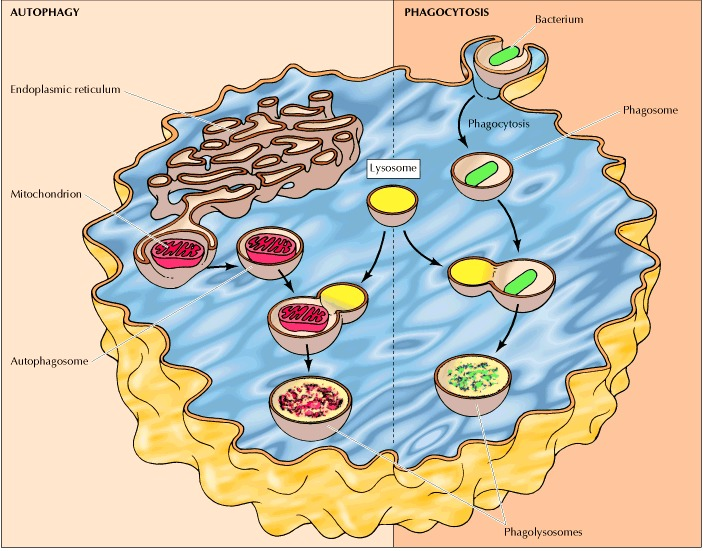 AUTOPHAGY
PHAGOCYTOSIS
Bacterium
Endoplasmic reticulum
Phagosome
Phagocytosis
Lysosome
Mitochondrion
Autophagosome
Phagolysosomes